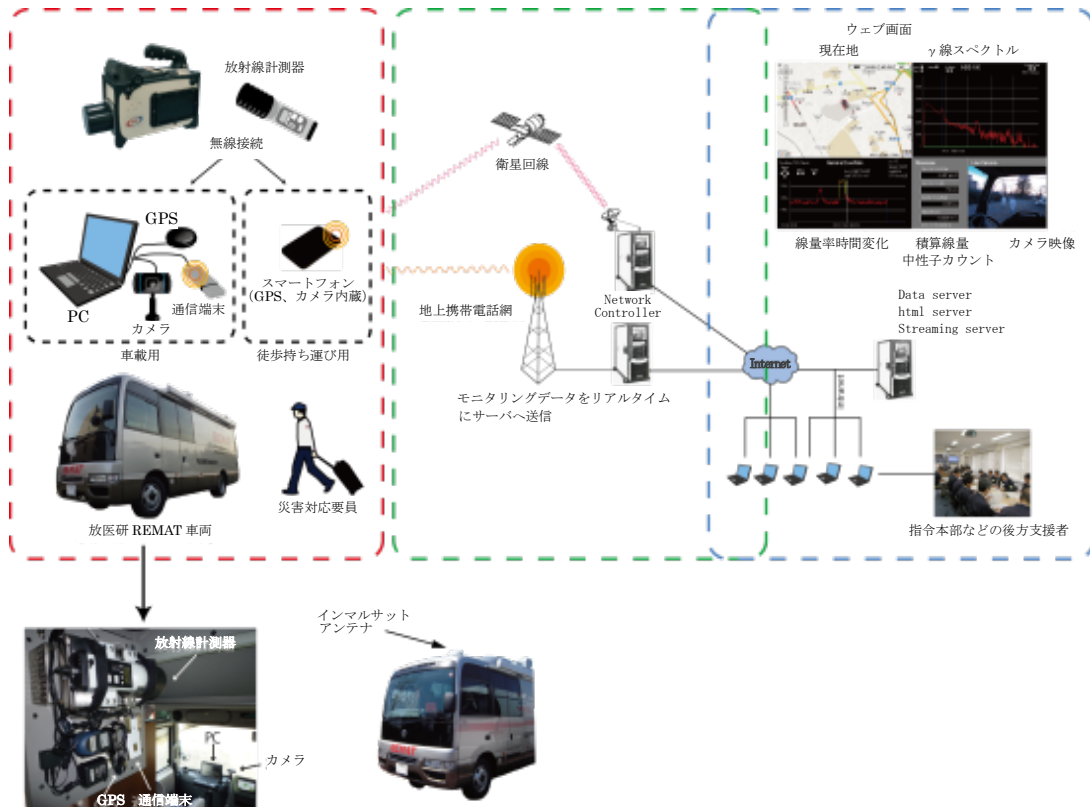 放射線計測器
無線接続
GPS
PC
カメラ
通信端末
車載用
スマートフォン
(GPS、カメラ内蔵)
徒歩持ち運び用
REMAT
放医研 REMAT 車両
災害対応要員
衛星回線
地上携帯電話網
Network
Controller
モニタリングデータをリアルタイム
にサーバへ送信
Internet
ウェブ画面
現在地
γ線スペクトル
線量率時間変化
積算線量
中性子カウント
カメラ映像
Data server
html server
Streaming server
指令本部などの後方支援者
放射線計測器
PC
カメラ
GPS
通信端末
インマルサット
アンテナ
REMAT